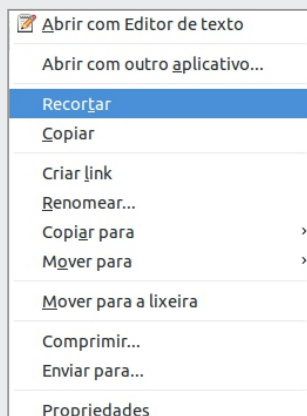 Abrir com Editor de texto
Abrir com outro aplicativo...
Recortar
Copiar
Criar link
Renomear...
Copiar para
Mover para
Mover para a lixeira
Comprimir...
Enviar para...
Propriedades